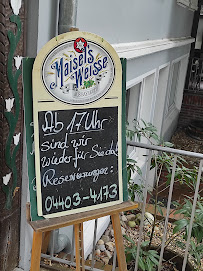 Maisel's
Weisse
Ab 17 Uhr
sind wir
wieder für Sie da!
Reservierungen:
04403-4173